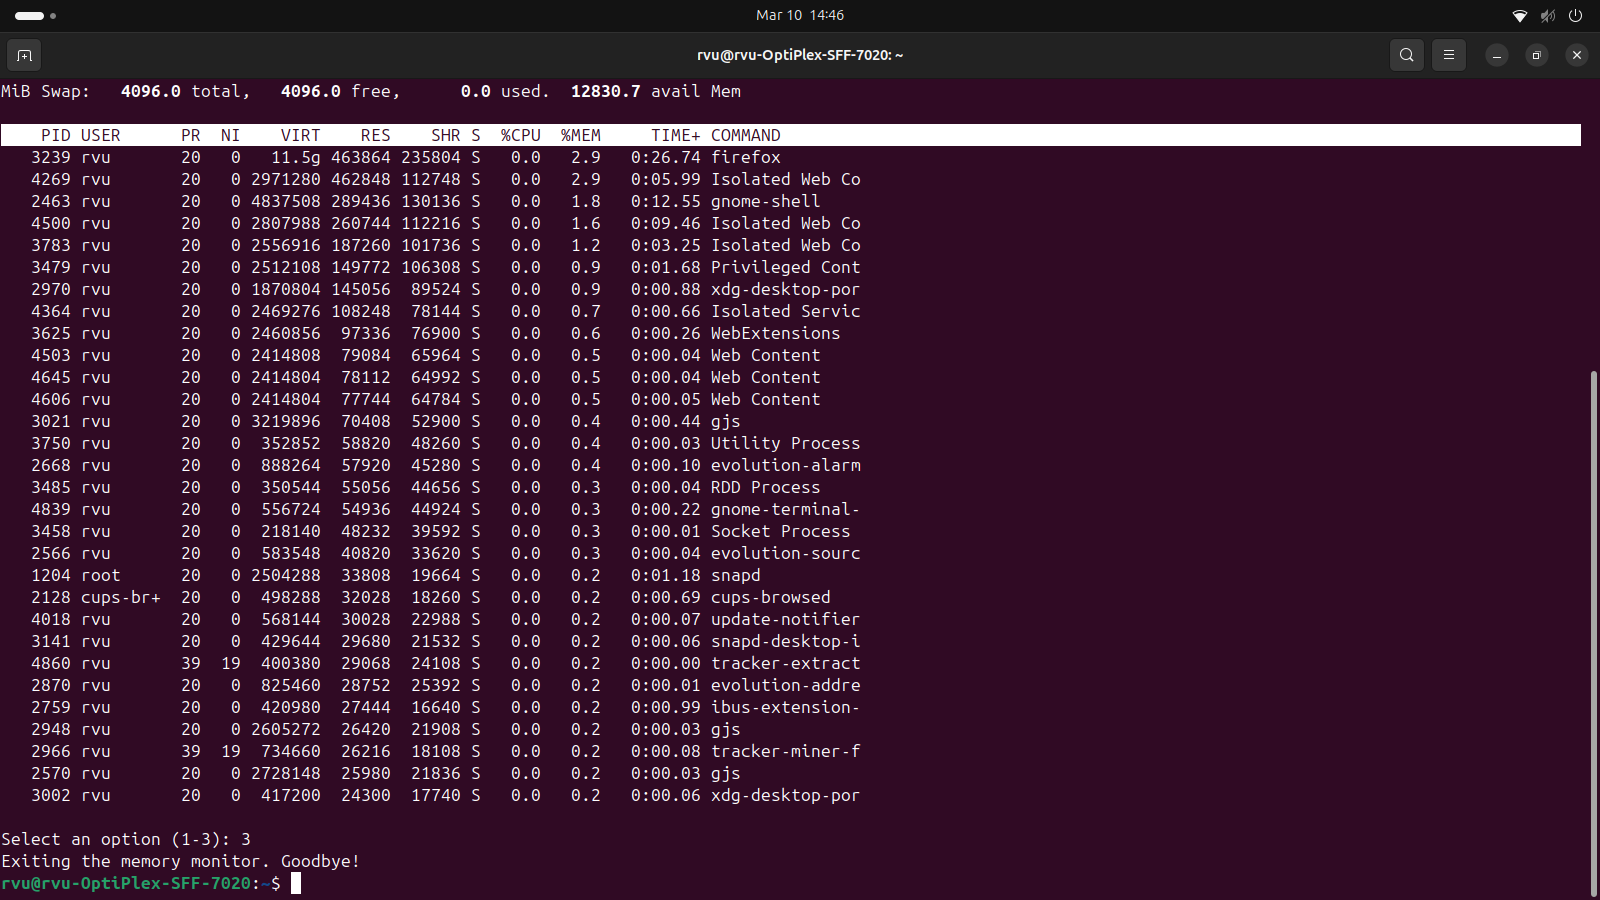 Mar 10 14:46
rvu@rvu-OptiPlex-SFF-7020: ~
MiB Swap: 4096.0 total, 4096.0 free, 0.0 used. 12830.7 avail Mem
PID USER PR NI VIRT RES SHR S %CPU %MEM TIME+ COMMAND
3239 rvu 20 0 11.5g 463864 235804 S 0.0 2.9 0:26.74 firefox
4269 rvu 20 0 2971280 462848 112748 S 0.0 2.9 0:05.99 Isolated Web Co
2463 rvu 20 0 4837508 289436 130136 S 0.0 1.8 0:12.55 gnome-shell
4500 rvu 20 0 2807988 260744 112216 S 0.0 1.6 0:09.46 Isolated Web Co
3783 rvu 20 0 2556916 187260 101736 S 0.0 1.2 0:03.25 Isolated Web Co
3479 rvu 20 0 2512108 149772 106308 S 0.0 0.9 0:01.68 Privileged Cont
2970 rvu 20 0 1870804 145056 89524 S 0.0 0.9 0:00.88 xdg-desktop-por
4364 rvu 20 0 2469276 108248 78144 S 0.0 0.7 0:00.66 Isolated Servic
3625 rvu 20 0 2460856 97336 76900 S 0.0 0.6 0:00.26 WebExtensions
4503 rvu 20 0 2414808 79084 65964 S 0.0 0.5 0:00.04 Web Content
4645 rvu 20 0 2414804 78112 64992 S 0.0 0.5 0:00.04 Web Content
4606 rvu 20 0 2414804 77744 64784 S 0.0 0.5 0:00.05 Web Content
3021 rvu 20 0 3219896 70408 52900 S 0.0 0.4 0:00.44 gjs
3750 rvu 20 0 352852 58820 48260 S 0.0 0.4 0:00.03 Utility Process
2668 rvu 20 0 888264 57920 45280 S 0.0 0.4 0:00.10 evolution-alarm
3485 rvu 20 0 350544 55056 44656 S 0.0 0.3 0:00.04 RDD Process
4839 rvu 20 0 556724 54936 44924 S 0.0 0.3 0:00.22 gnome-terminal-
3458 rvu 20 0 218140 48232 39592 S 0.0 0.3 0:00.01 Socket Process
2566 rvu 20 0 583548 40820 33620 S 0.0 0.3 0:00.04 evolution-sourc
1204 root 20 0 2504288 33808 19664 S 0.0 0.2 0:01.18 snapd
2128 cups-br+ 20 0 498288 32028 18260 S 0.0 0.2 0:00.69 cups-browsed
4018 rvu 20 0 568144 30028 22988 S 0.0 0.2 0:00.07 update-notifier
3141 rvu 20 0 429644 29680 21532 S 0.0 0.2 0:00.06 snapd-desktop-i
4860 rvu 39 19 400380 29068 24108 S 0.0 0.2 0:00.00 tracker-extract
2870 rvu 20 0 825460 28752 25392 S 0.0 0.2 0:00.01 evolution-addre
2759 rvu 20 0 420980 27444 16640 S 0.0 0.2 0:00.99 ibus-extension-
2948 rvu 20 0 2605272 26420 21908 S 0.0 0.2 0:00.03 gjs
2966 rvu 39 19 734660 26216 18108 S 0.0 0.2 0:00.08 tracker-miner-f
2570 rvu 20 0 2728148 25980 21836 S 0.0 0.2 0:00.03 gjs
3002 rvu 20 0 417200 24300 17740 S 0.0 0.2 0:00.06 xdg-desktop-por
Select an option (1-3): 3
Exiting the memory monitor. Goodbye!
rvu@rvu-OptiPlex-SFF-7020:~$